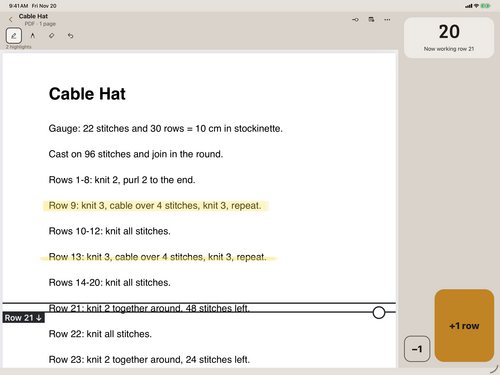 9:41 AM Fri Nov 20
Cable Hat
PDF · 1 page
2 highlights
20
Now working row 21
Cable Hat
Gauge: 22 stitches and 30 rows = 10 cm in stockinette.
Cast on 96 stitches and join in the round.
Rows 1-8: knit 2, purl 2 to the end.
Row 9: knit 3, cable over 4 stitches, knit 3, repeat.
Rows 10-12: knit all stitches.
Row 13: knit 3, cable over 4 stitches, knit 3, repeat.
Rows 14-20: knit all stitches.
Row 21: knit 2 together around, 48 stitches left.
Row 21 ↓
Row 22: knit all stitches.
Row 23: knit 2 together around, 24 stitches left.
+1 row
−1